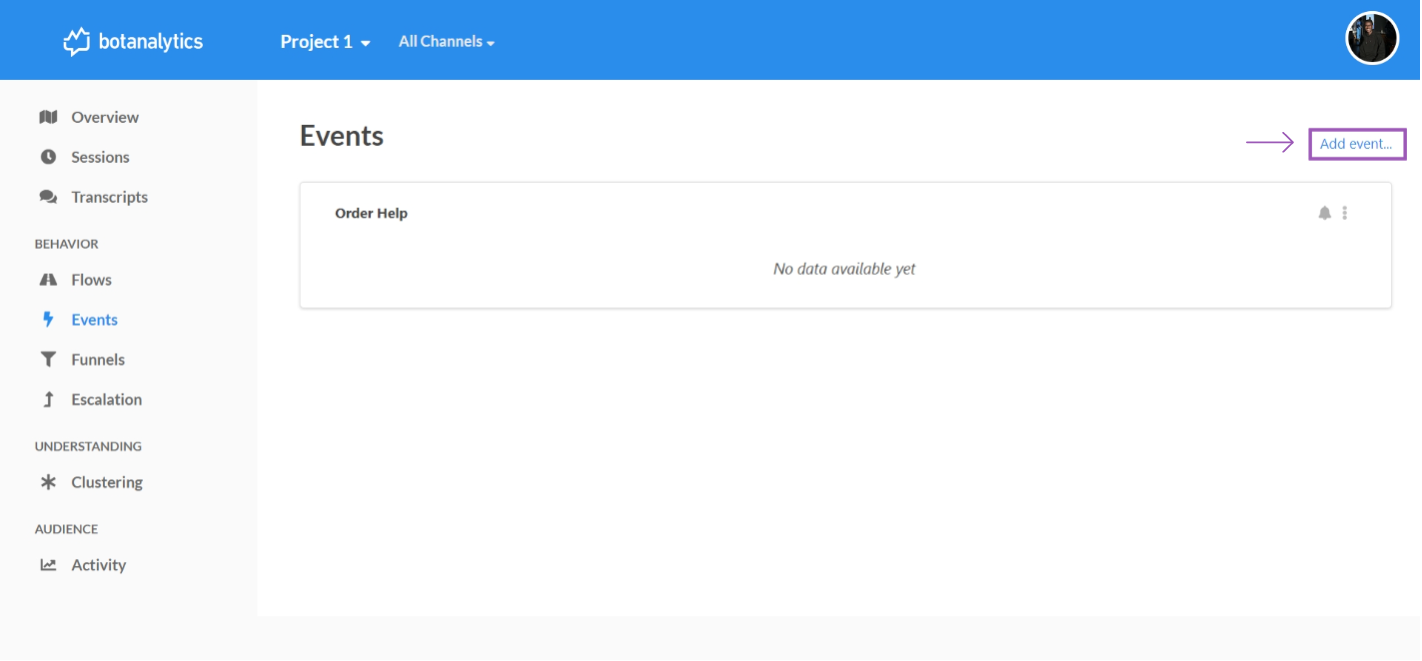 botanalytics
Project 1
All Channels
Overview
Sessions
Transcripts
BEHAVIOR
Flows
Events
Funnels
Escalation
UNDERSTANDING
Clustering
AUDIENCE
Activity
Events
Add event...
Order Help
No data available yet